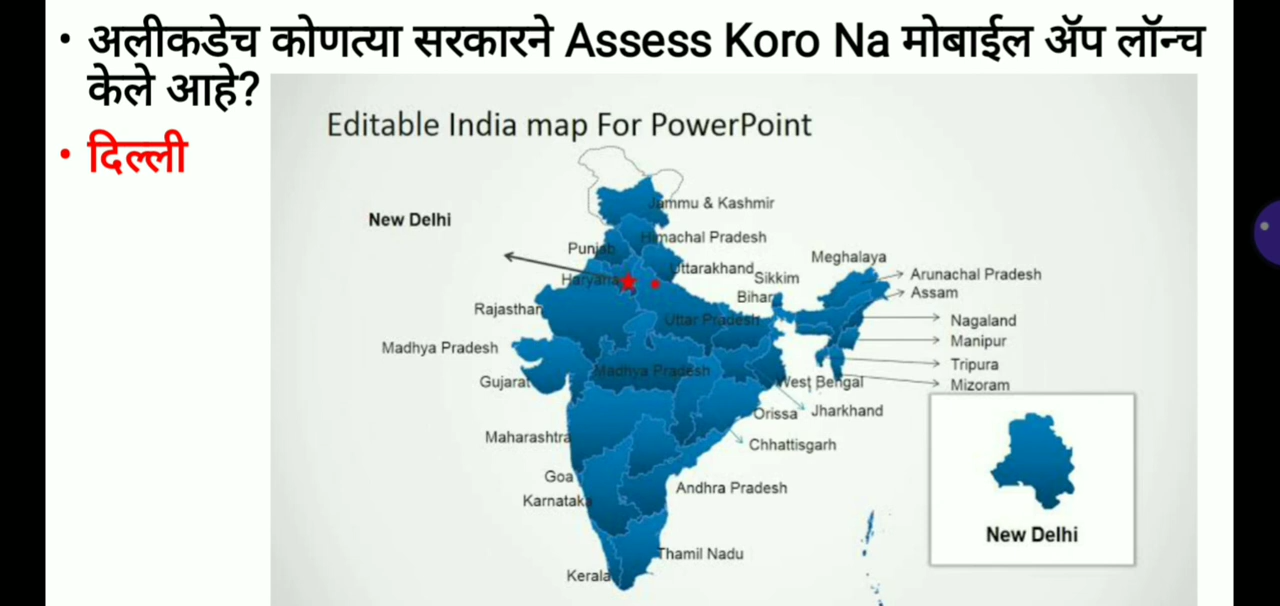 • अलीकडेच कोणत्या सरकारने Assess Koro Na मोबाईल ॲप लॉन्च
केले आहे?
• दिल्ली
Editable India map For PowerPoint
Jammu & Kashmir
New Delhi
Himachal Pradesh
Punjab
Meghalaya
Uttarakhand
Sikkim
Arunachal Pradesh
Haryana
Assam
Bihar
Rajasthan
Uttar Pradesh
Nagaland
Manipur
Madhya Pradesh
Tripura
Madhya Pradesh
Gujarat
West Bengal
Mizoram
Orissa
Jharkhand
Maharashtra
Chhattisgarh
Goa
Andhra Pradesh
Karnataka
New Delhi
Thamil Nadu
Kerala